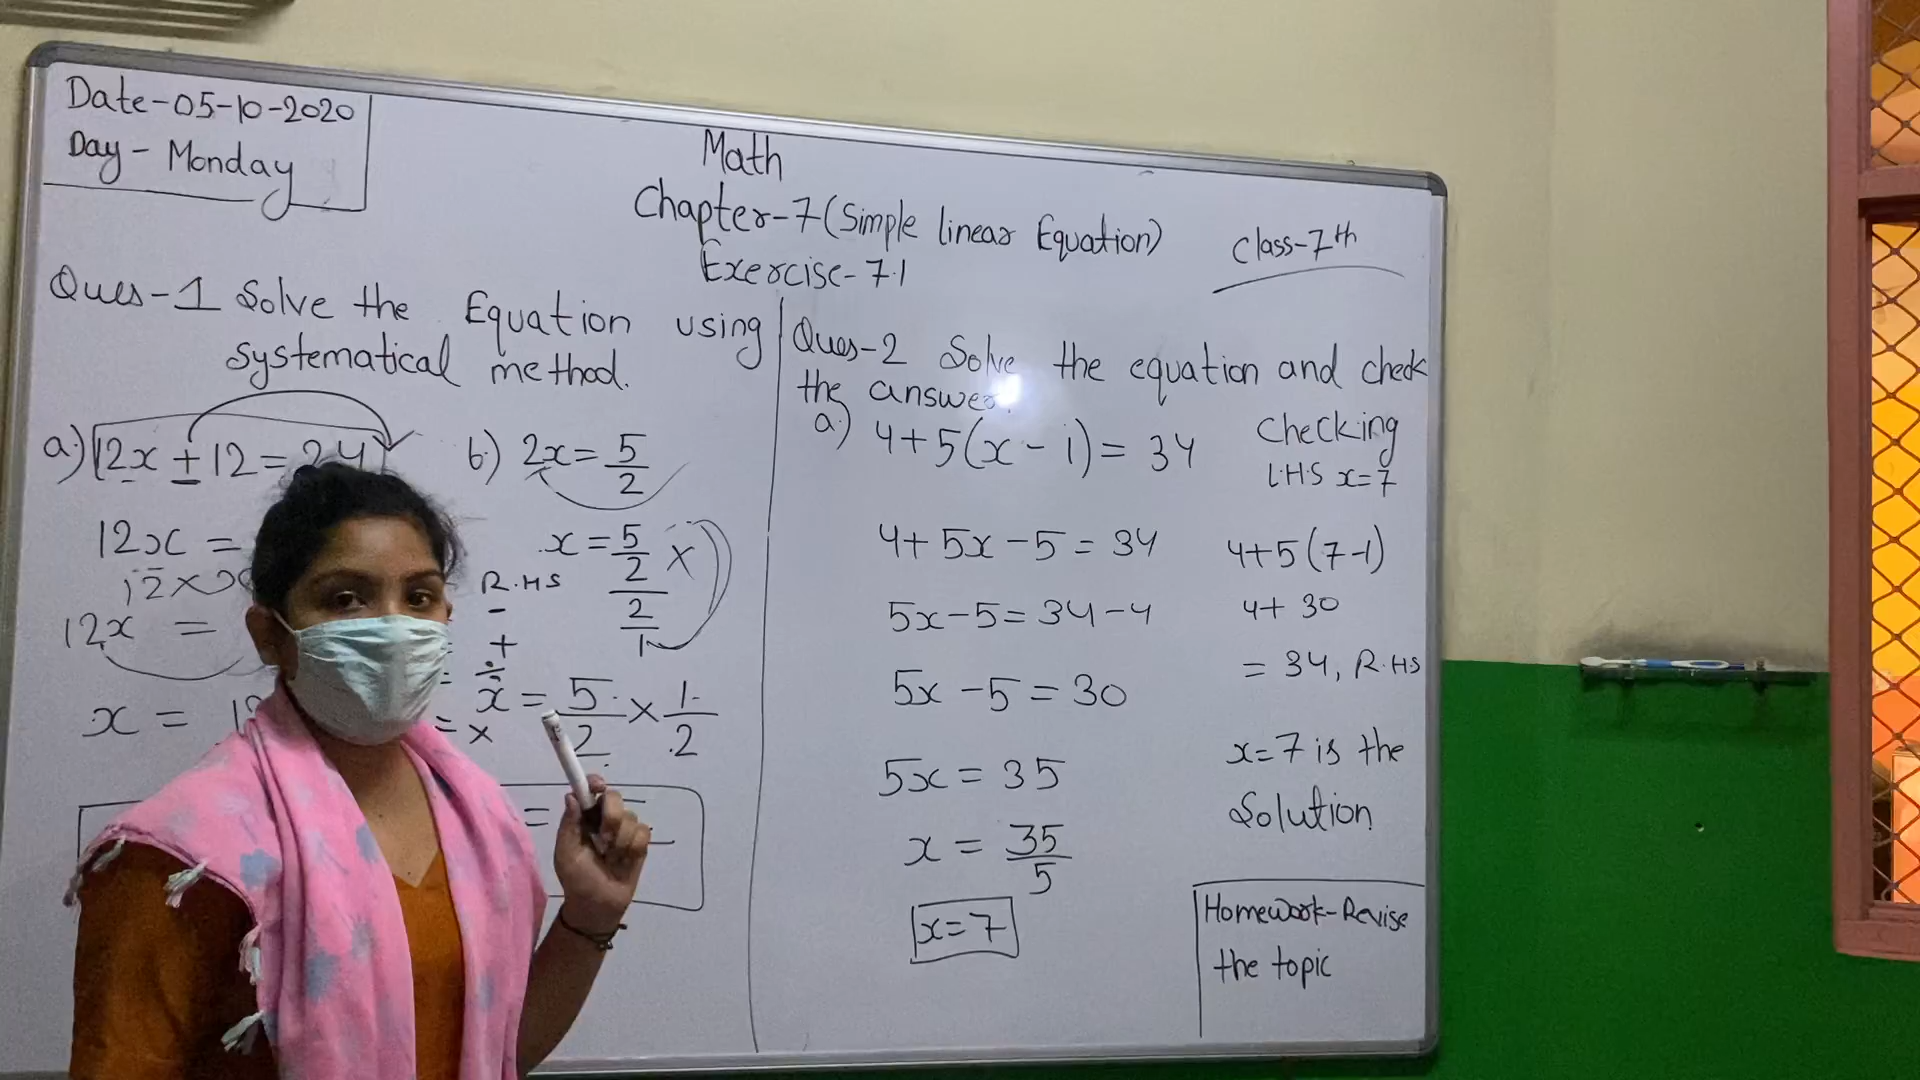 Date-05-10-2020
Day - Monday
Math
Chapter-7(Simple linear Equation)
Exercise-7.1
Class-7th
Ques-1 Solve the Equation using
systematical method.
a.) 12x + 12 = 24
12x =
12×
12x =
x =
b.) 2x = 5/2
x = 5/2 ×
2/1
R.HS
-
+
÷
= ×
x = 5/2 × 1/2
=
Ques-2 Solve the equation and check
the answer.
a.) 4+5(x-1) = 34
4+5x-5 = 34
5x-5 = 34-4
5x-5 = 30
5x = 35
x = 35/5
x=7
Checking
L.H.S x=7
4+5(7-1)
4+30
= 34, R.HS
x=7 is the
Solution
Homework-Revise
the topic